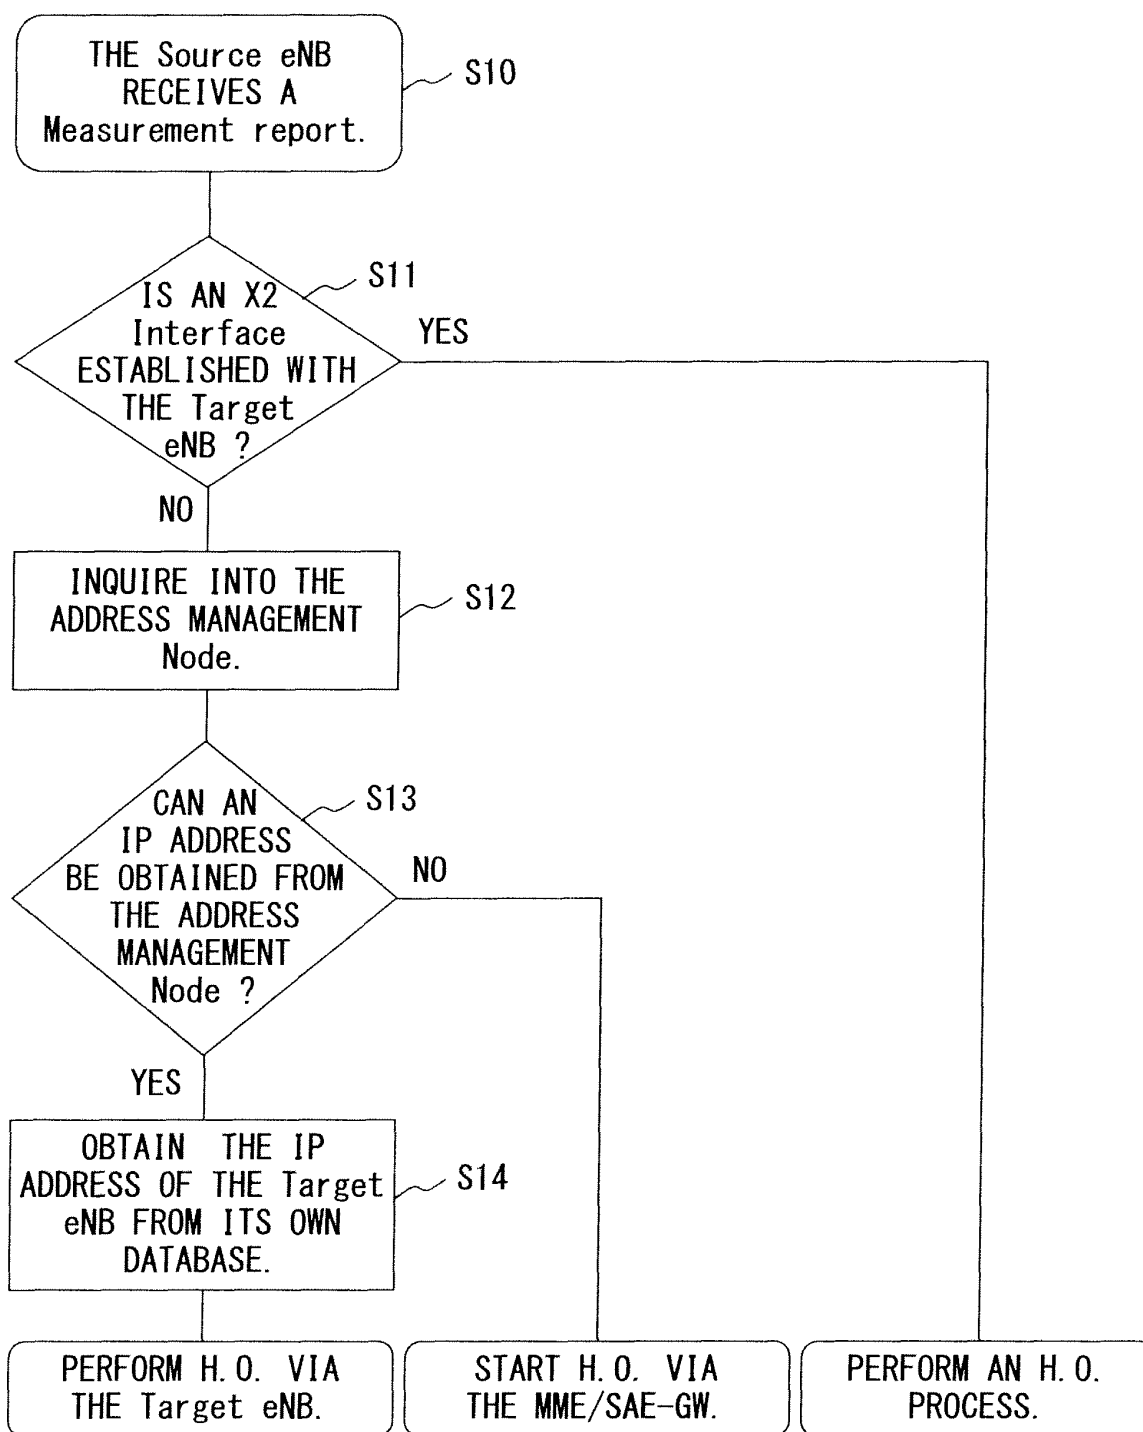 THE Source eNB
RECEIVES A
Measurement report.
S10
S11
IS AN X2
Interface
ESTABLISHED WITH
THE Target
eNB ?
YES
NO
INQUIRE INTO THE
ADDRESS MANAGEMENT
Node.
S12
S13
CAN AN
IP ADDRESS
BE OBTAINED FROM
THE ADDRESS
MANAGEMENT
Node ?
NO
YES
OBTAIN THE IP
ADDRESS OF THE Target
eNB FROM ITS OWN
DATABASE.
S14
PERFORM H.O. VIA
THE Target eNB.
START H.O. VIA
THE MME/SAE-GW.
PERFORM AN H.O.
PROCESS.